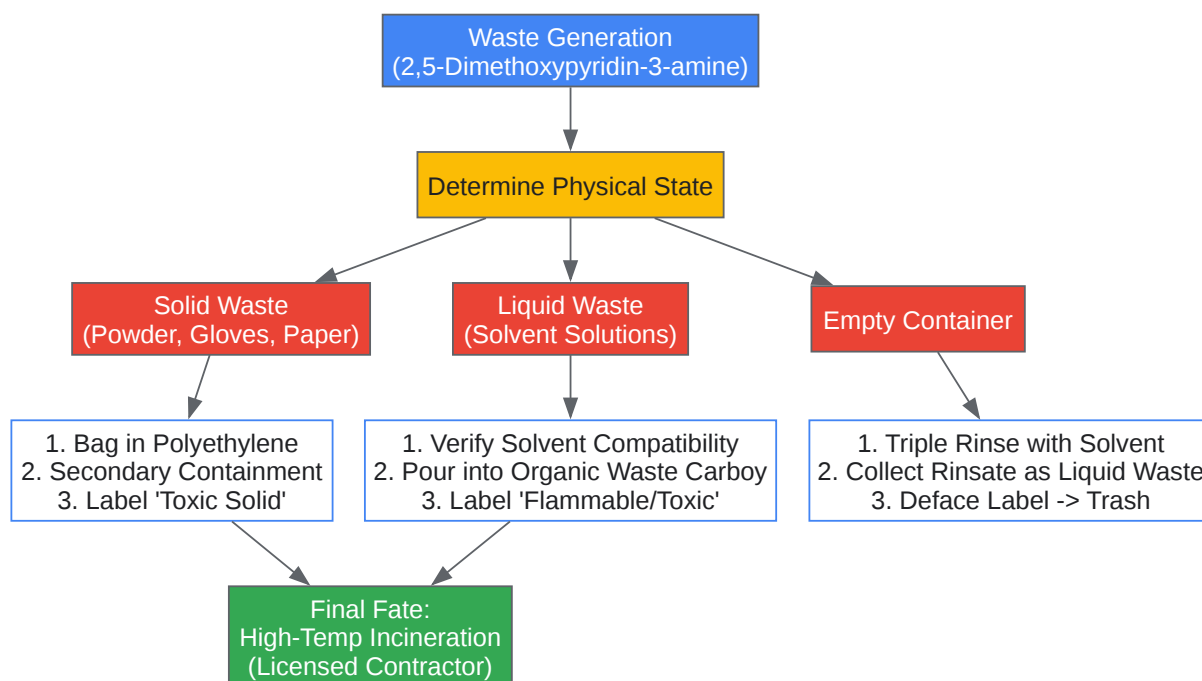 Waste Generation
(2,5-Dimethoxypyridin-3-amine)
Determine Physical State
Solid Waste
(Powder, Gloves, Paper)
Liquid Waste
(Solvent Solutions)
Empty Container
1. Bag in Polyethylene
2. Secondary Containment
3. Label 'Toxic Solid'
1. Verify Solvent Compatibility
2. Pour into Organic Waste Carboy
3. Label 'Flammable/Toxic'
1. Triple Rinse with Solvent
2. Collect Rinsate as Liquid Waste
3. Deface Label -> Trash
Final Fate:
High-Temp Incineration
(Licensed Contractor)